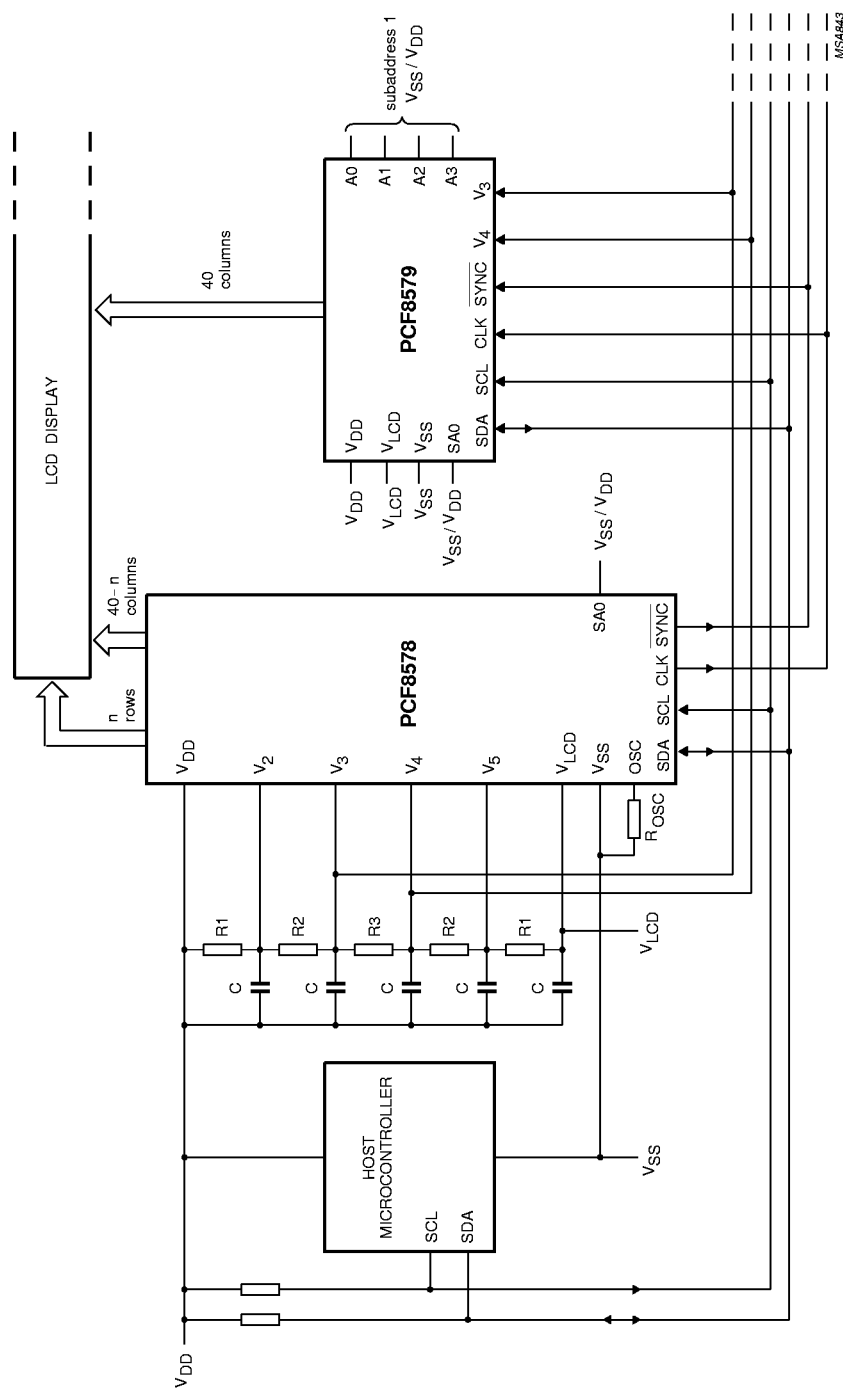 LCD DISPLAY
n
rows
40 – n
columns
40
columns
subaddress 1
VSS / VDD
VDD
V2
V3
V4
V5
VLCD
VSS
OSC
PCF8578
SA0
VSS / VDD
SDA
SCL
CLK
SYNC
ROSC
VDD
VLCD
VSS
VSS / VDD
VDD
VLCD
VSS
SA0
PCF8579
A0
A1
A2
A3
SDA
SCL
CLK
SYNC
V4
V3
R1
R2
R3
R2
R1
C
C
C
C
C
VLCD
HOST
MICROCONTROLLER
SCL
SDA
VSS
VDD
MSA843